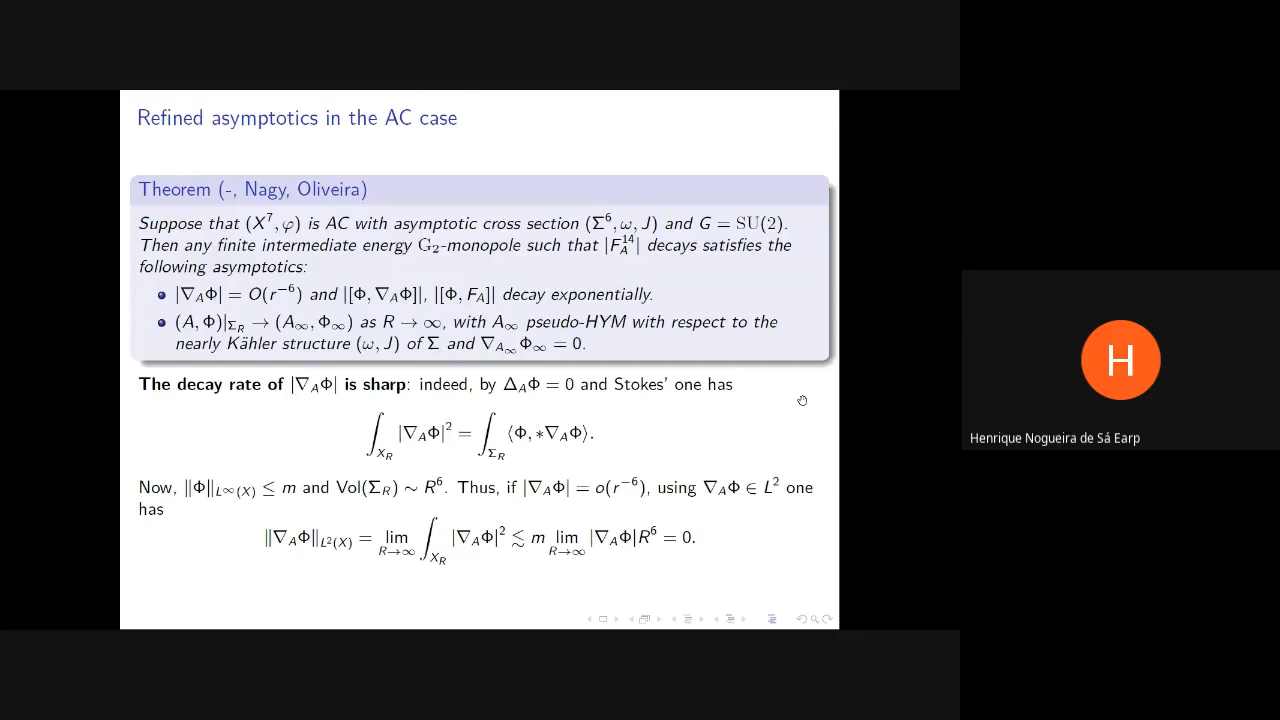 Refined asymptotics in the AC case
Theorem (-, Nagy, Oliveira)
Suppose that (X⁷, φ) is AC with asymptotic cross section (Σ⁶, ω, J) and G = SU(2).
Then any finite intermediate energy G₂-monopole such that |F_A^14| decays satisfies the
following asymptotics:
|∇_AΦ| = O(r⁻⁶) and |[Φ, ∇_AΦ]|, |[Φ, F_A]| decay exponentially.
(A, Φ)|_{Σ_R} → (A_∞, Φ_∞) as R → ∞, with A_∞ pseudo-HYM with respect to the
nearly Kähler structure (ω, J) of Σ and ∇_{A_∞}Φ_∞ = 0.
The decay rate of |∇_AΦ| is sharp: indeed, by Δ_AΦ = 0 and Stokes' one has
∫_{X_R} |∇_AΦ|² = ∫_{Σ_R} ⟨Φ, *∇_AΦ⟩.
Now, ‖Φ‖_{L^∞(X)} ≤ m and Vol(Σ_R) ∼ R⁶. Thus, if |∇_AΦ| = o(r⁻⁶), using ∇_AΦ ∈ L² one
has
‖∇_AΦ‖_{L²(X)} = lim_{R→∞} ∫_{X_R} |∇_AΦ|² ≲ m lim_{R→∞} |∇_AΦ|R⁶ = 0.
H
Henrique Nogueira de Sá Earp